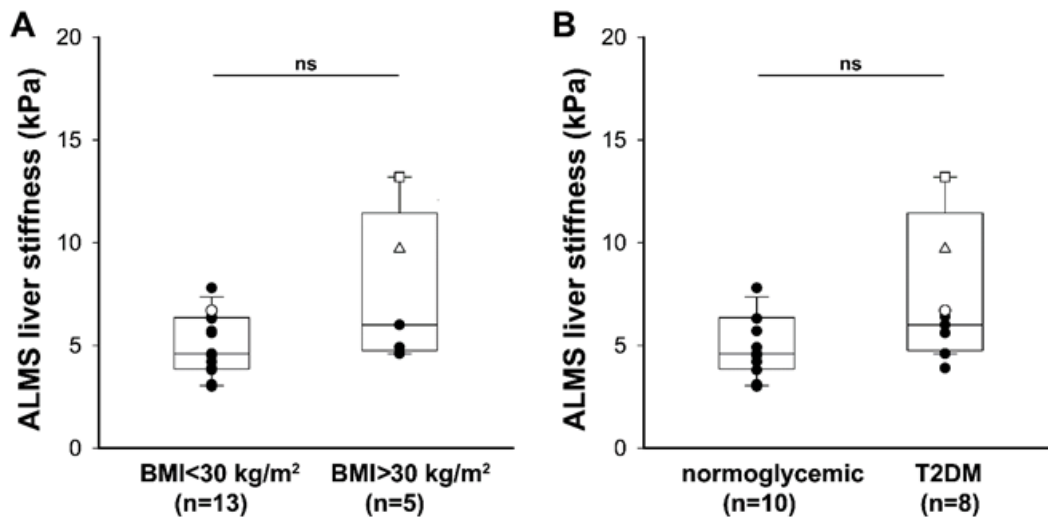 A
ALMS liver stiffness (kPa)
20
15
10
5
0
ns
BMI<30 kg/m²
(n=13)
BMI>30 kg/m²
(n=5)
B
ALMS liver stiffness (kPa)
20
15
10
5
0
ns
normoglycemic
(n=10)
T2DM
(n=8)